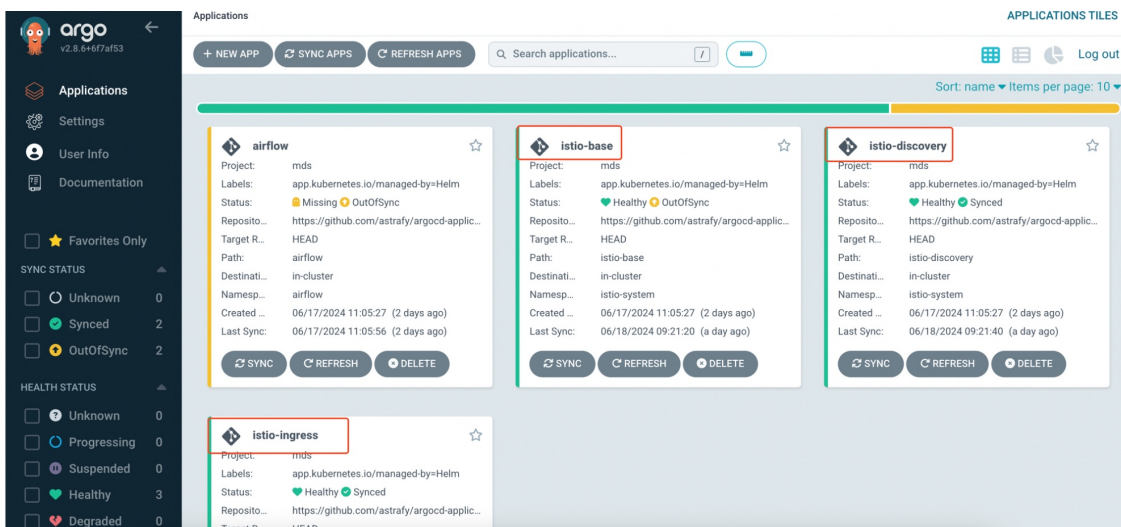 argo
v2.8.6+6f7af53
Applications
Settings
User Info
Documentation
Favorites Only
SYNC STATUS
Unknown 0
Synced 2
OutOfSync 2
HEALTH STATUS
Unknown 0
Progressing 0
Suspended 0
Healthy 3
Degraded 0
Applications
APPLICATIONS TILES
+ NEW APP
SYNC APPS
REFRESH APPS
Search applications...
/
Log out
Sort: name
Items per page: 10
airflow
Project: mds
Labels: app.kubernetes.io/managed-by=Helm
Status: Missing OutOfSync
Reposito... https://github.com/astrafy/argocd-applic...
Target R... HEAD
Path: airflow
Destinati... in-cluster
Namesp... airflow
Created ... 06/17/2024 11:05:27 (2 days ago)
Last Sync: 06/17/2024 11:05:56 (2 days ago)
SYNC REFRESH DELETE
istio-base
Project: mds
Labels: app.kubernetes.io/managed-by=Helm
Status: Healthy OutOfSync
Reposito... https://github.com/astrafy/argocd-applic...
Target R... HEAD
Path: istio-base
Destinati... in-cluster
Namesp... istio-system
Created ... 06/17/2024 11:05:27 (2 days ago)
Last Sync: 06/18/2024 09:21:20 (a day ago)
SYNC REFRESH DELETE
istio-discovery
Project: mds
Labels: app.kubernetes.io/managed-by=Helm
Status: Healthy Synced
Reposito... https://github.com/astrafy/argocd-applic...
Target R... HEAD
Path: istio-discovery
Destinati... in-cluster
Namesp... istio-system
Created ... 06/17/2024 11:05:27 (2 days ago)
Last Sync: 06/18/2024 09:21:40 (a day ago)
SYNC REFRESH DELETE
istio-ingress
Project: mds
Labels: app.kubernetes.io/managed-by=Helm
Status: Healthy Synced
Reposito... https://github.com/astrafy/argocd-applic...